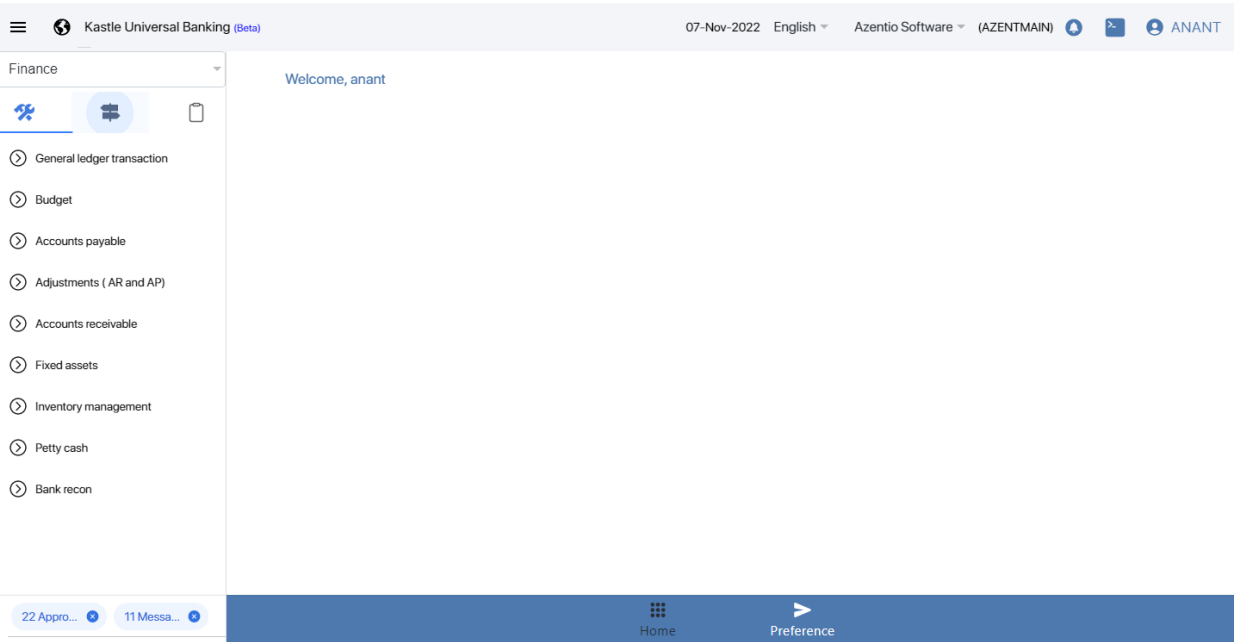 Kastle Universal Banking (Beta)
07-Nov-2022 English Azentio Software (AZENTMAIN) ANANT
Finance
Welcome, anant
General ledger transaction
Budget
Accounts payable
Adjustments ( AR and AP)
Accounts receivable
Fixed assets
Inventory management
Petty cash
Bank recon
22 Appro... 11 Messa...
Home Preference